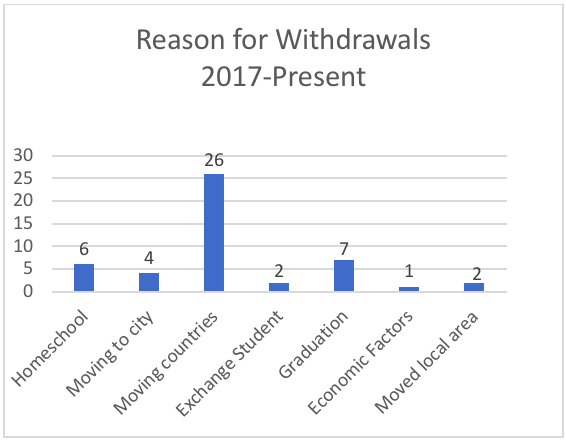 Reason for Withdrawals
2017-Present
30
25
20
15
10
5
0
6
4
26
2
7
1
2
Homeschool
Moving to city
Moving countries
Exchange Student
Graduation
Economic Factors
Moved local area